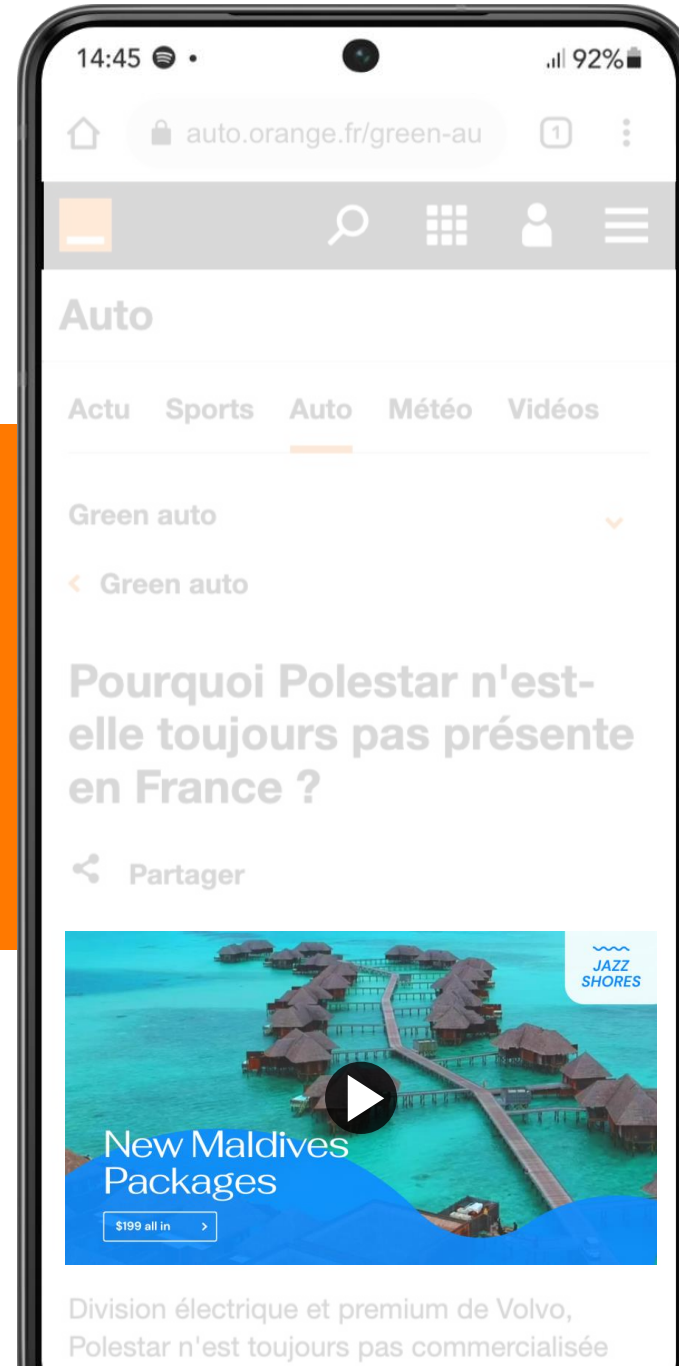 14:45
92%
auto.orange.fr/green-au
1
Auto
Actu Sports Auto Météo Vidéos
Green auto
Green auto
Pourquoi Polestar n'est-
elle toujours pas présente
en France ?
Partager
JAZZ
SHORES
New Maldives
Packages
$199 all in >
Division électrique et premium de Volvo,
Polestar n'est toujours pas commercialisée